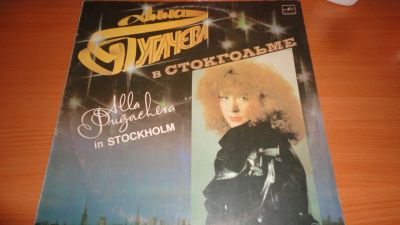 Алла
Пугачева
в СТОКГОЛЬМЕ
Alla
Pugacheva
in STOCKHOLM